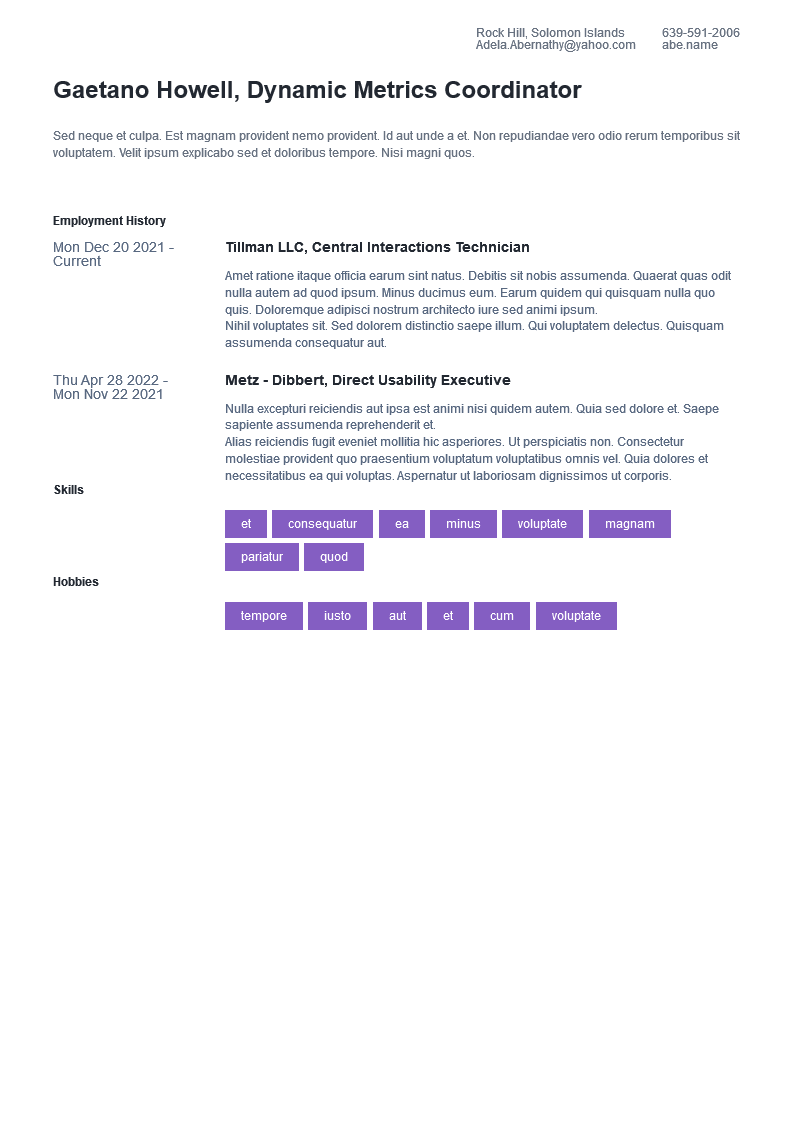 Rock Hill, Solomon Islands 639-591-2006
Adela.Abernathy@yahoo.com abe.name
Gaetano Howell, Dynamic Metrics Coordinator
Sed neque et culpa. Est magnam provident nemo provident. Id aut unde a et. Non repudiandae vero odio rerum temporibus sit
voluptatem. Velit ipsum explicabo sed et doloribus tempore. Nisi magni quos.
Employment History
Mon Dec 20 2021 -
Current
Tillman LLC, Central Interactions Technician
Amet ratione itaque officia earum sint natus. Debitis sit nobis assumenda. Quaerat quas odit
nulla autem ad quod ipsum. Minus ducimus eum. Earum quidem qui quisquam nulla quo
quis. Doloremque adipisci nostrum architecto iure sed animi ipsum.
Nihil voluptates sit. Sed dolorem distinctio saepe illum. Qui voluptatem delectus. Quisquam
assumenda consequatur aut.
Thu Apr 28 2022 -
Mon Nov 22 2021
Metz - Dibbert, Direct Usability Executive
Nulla excepturi reiciendis aut ipsa est animi nisi quidem autem. Quia sed dolore et. Saepe
sapiente assumenda reprehenderit et.
Alias reiciendis fugit eveniet mollitia hic asperiores. Ut perspiciatis non. Consectetur
molestiae provident quo praesentium voluptatum voluptatibus omnis vel. Quia dolores et
necessitatibus ea qui voluptas. Aspernatur ut laboriosam dignissimos ut corporis.
Skills
et consequatur ea minus voluptate magnam
pariatur quod
Hobbies
tempore iusto aut et cum voluptate